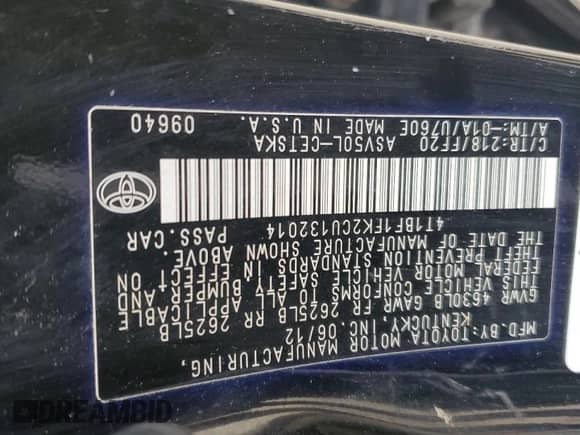 MFD.BY:TOYOTA MOTOR MANUFACTURING,
KENTUCKY, INC. 06/12
GVWR 4630LB GAWR FR 2625LB RR 2625LB
THIS VEHICLE CONFORMS TO ALL APPLICABLE
FEDERAL MOTOR VEHICLE SAFETY, BUMPER AND
THEFT PREVENTION STANDARDS IN EFFECT ON
THE DATE OF MANUFACTURE SHOWN ABOVE.
4T1BF1FK2CU132014 PASS.CAR
C/TR:218/FF20 ASV50L-CETSKA
A/TM:-01A/U760E MADE IN U.S.A. 09640
DREAMBID